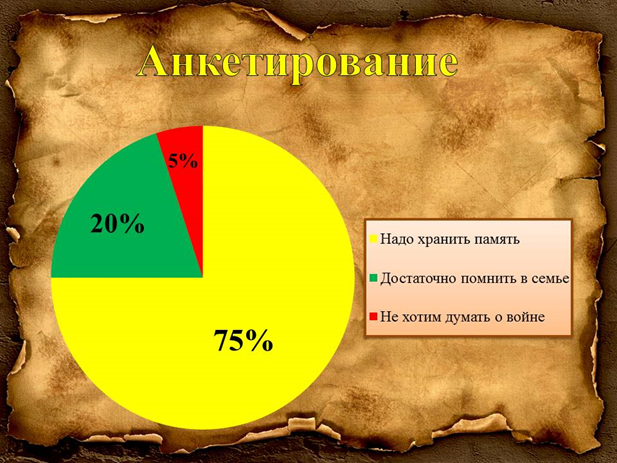 Анкетирование
5%
20%
75%
Надо хранить память
Достаточно помнить в семье
Не хотим думать о войне